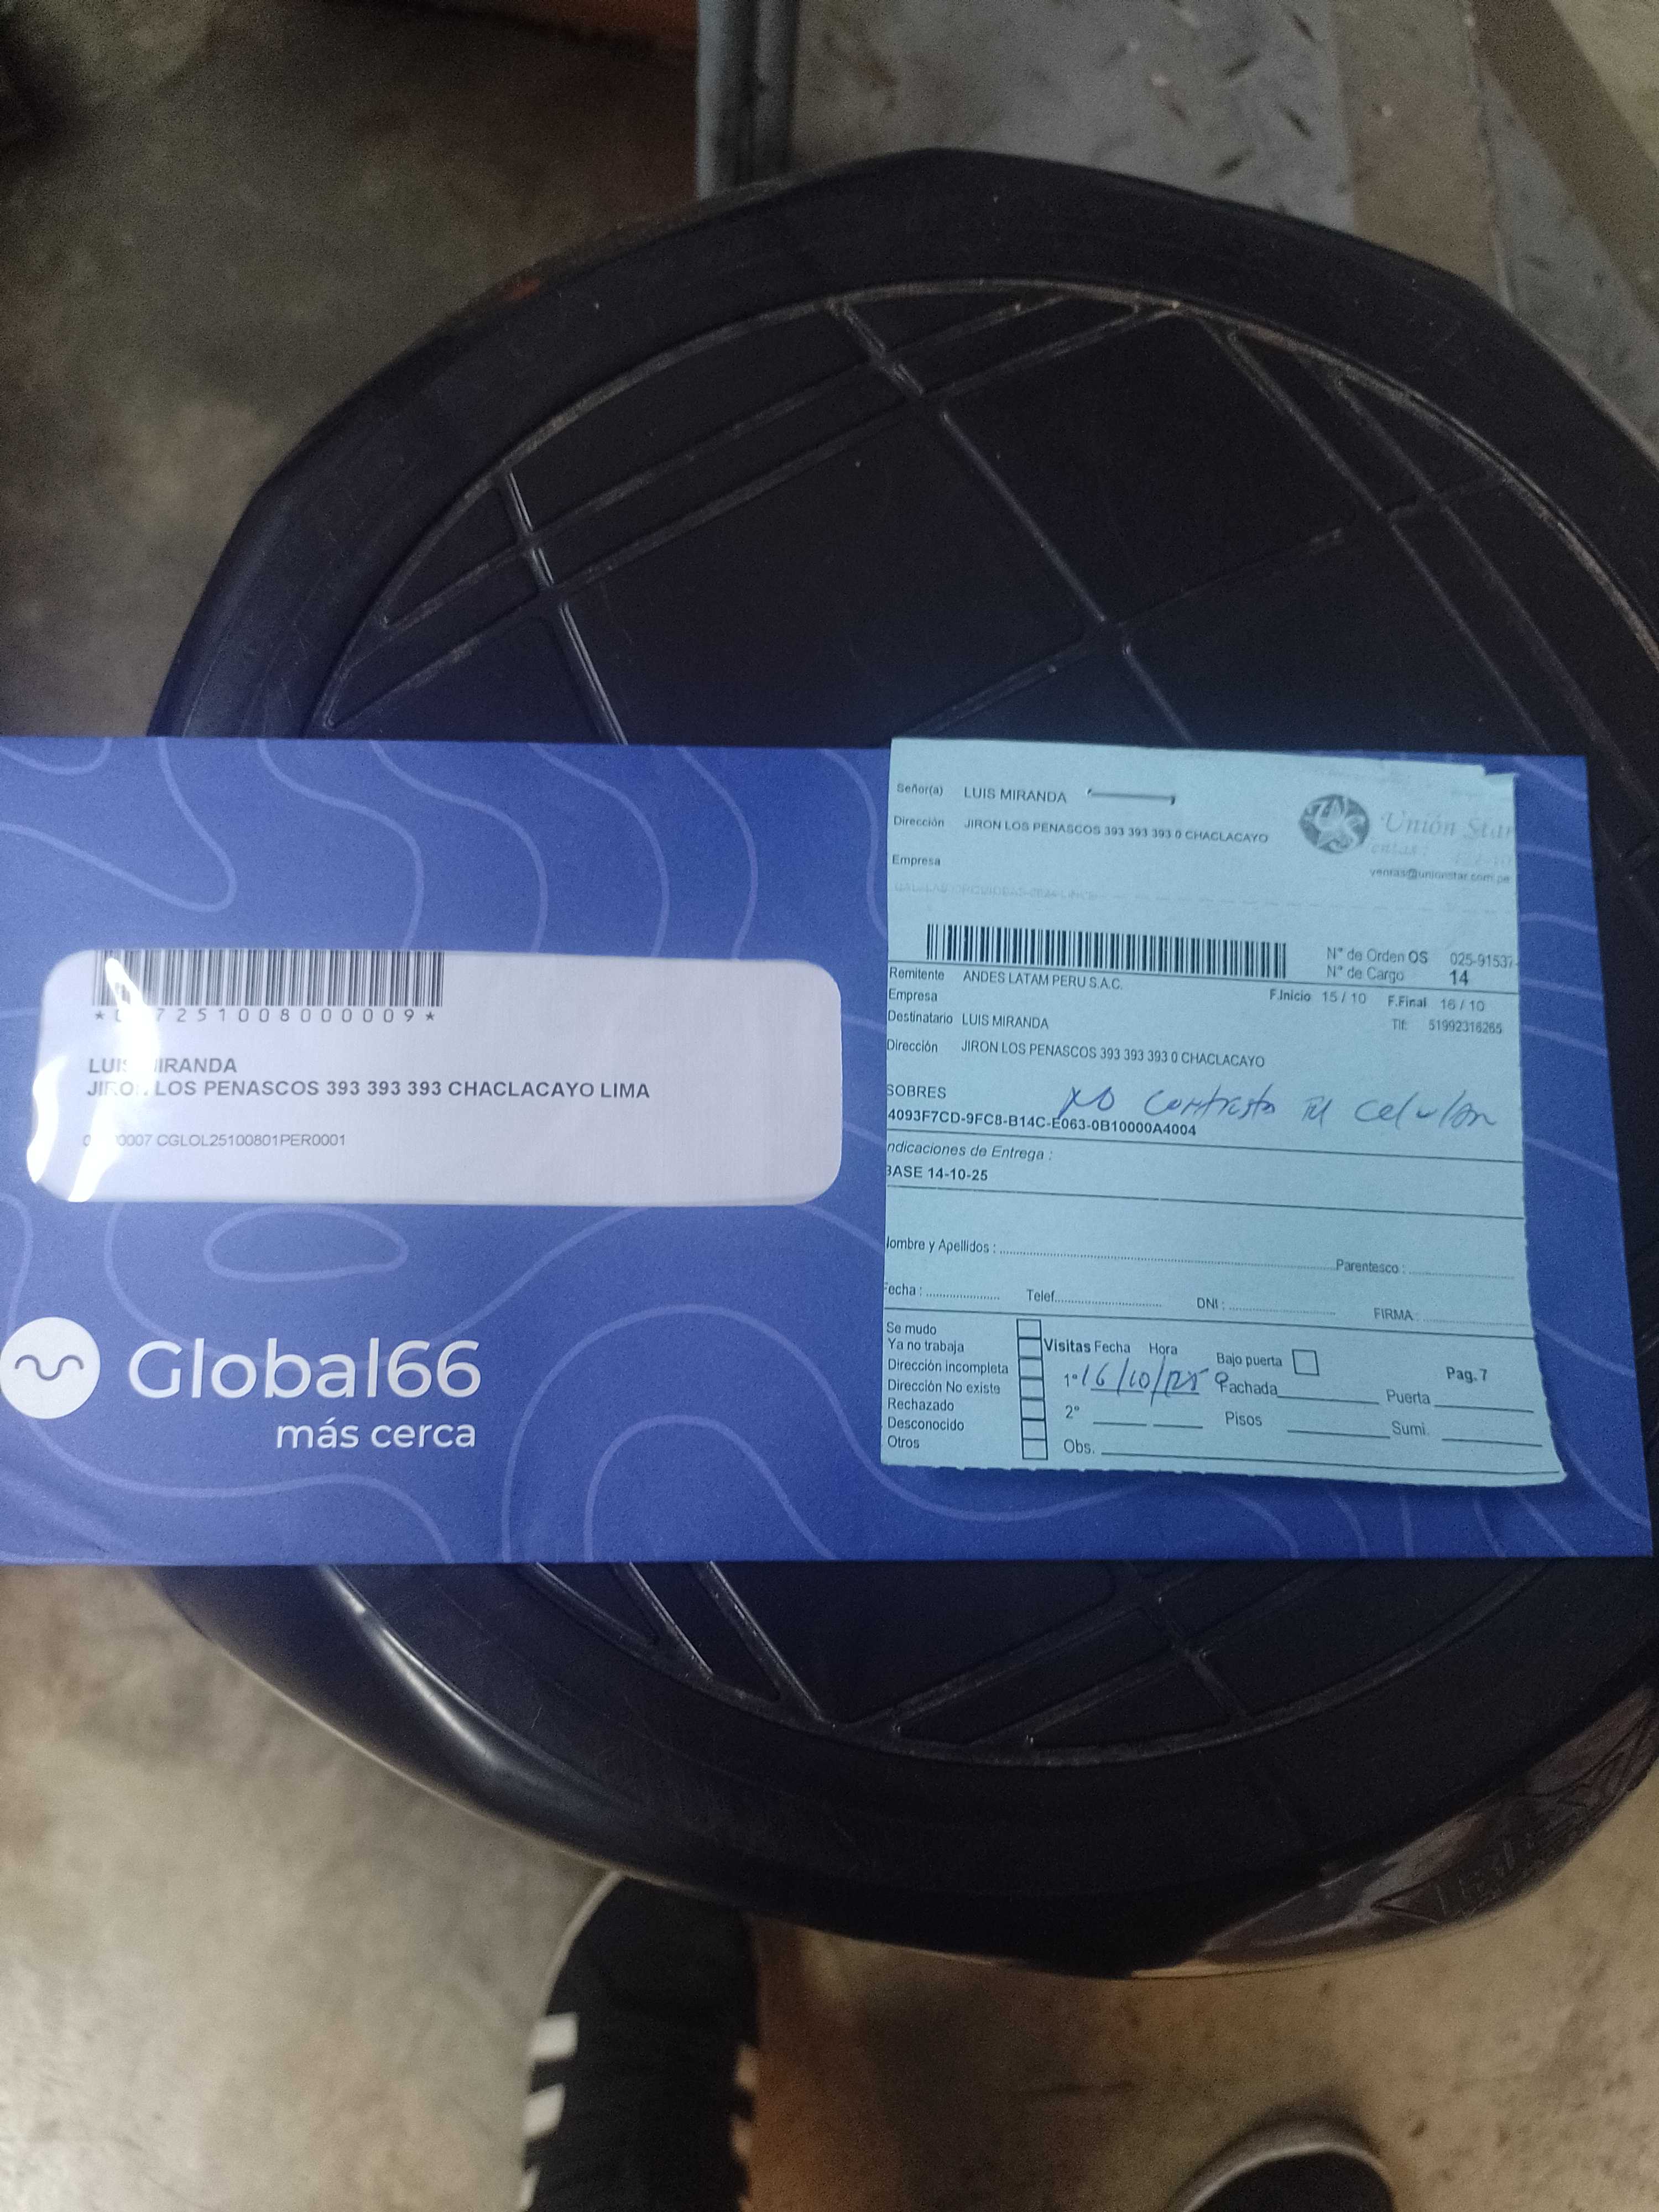 LUIS MIRANDA
JIRON LOS PENASCOS 393 393 393 CHACLACAYO LIMA
0007 CGLOL25100801PER0001
Global66
más cerca
Señor(a) LUIS MIRANDA
Dirección JIRON LOS PENASCOS 393 393 393 0 CHACLACAYO
Empresa
Unión Star
ventas@unionstar.com.pe
N° de Orden OS 025-91537
N° de Cargo 14
Remitente ANDES LATAM PERU S.A.C.
F.Inicio 15 / 10 F.Final 16 / 10
Empresa
Destinatario LUIS MIRANDA
Tlf: 51992316265
Dirección JIRON LOS PENASCOS 393 393 393 0 CHACLACAYO
SOBRES
NO contesta el celular
4093F7CD-9FC8-B14C-E063-0B10000A4004
ndicaciones de Entrega :
BASE 14-10-25
Nombre y Apellidos : Parentesco :
Fecha : Telef. DNI : FIRMA :
Se mudo
Ya no trabaja
Dirección incompleta
Dirección No existe
Rechazado
Desconocido
Otros
Visitas Fecha Hora
1° 16/10/25
2°
Obs.
Bajo puerta
Fachada Puerta
Pisos Sumi.
Pag. 7